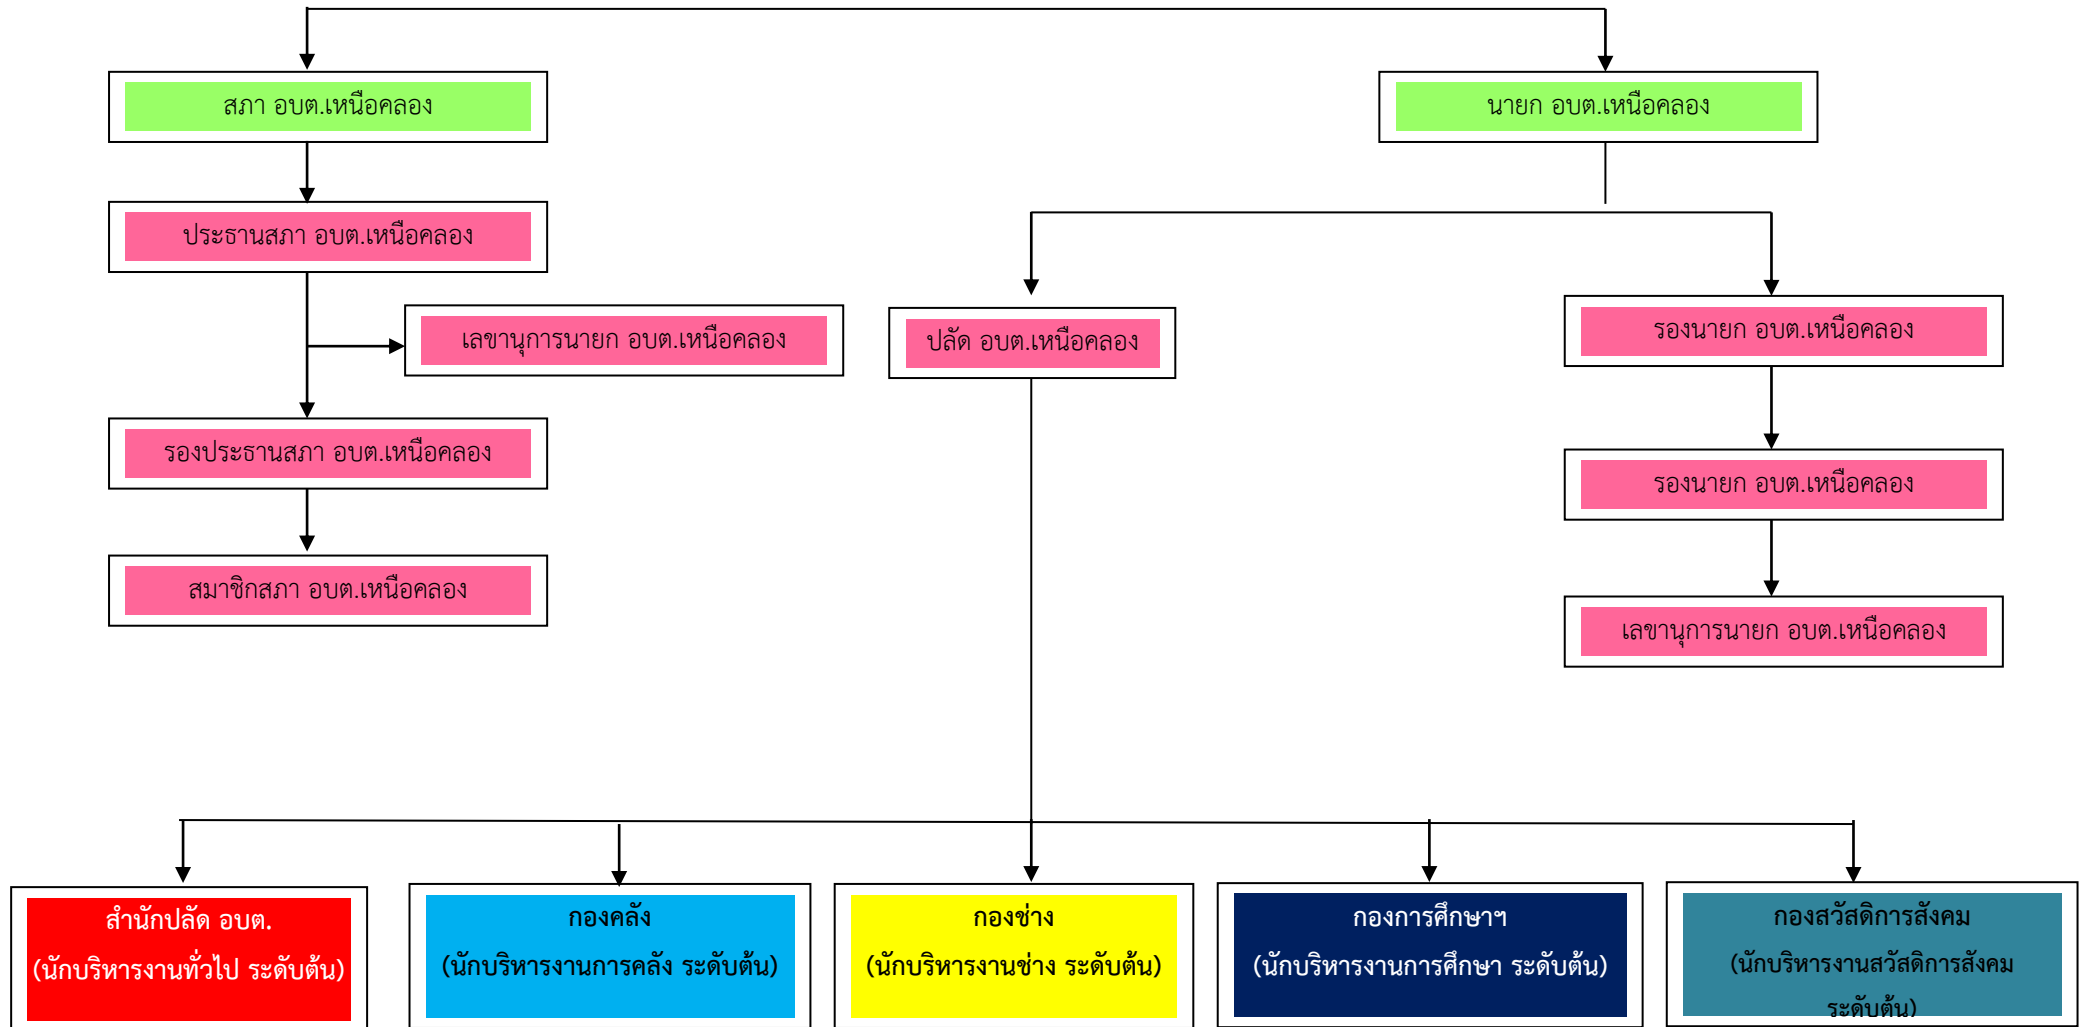 สภา อบต.เหนือคลอง
นายก อบต.เหนือคลอง
ประธานสภา อบต.เหนือคลอง
เลขานุการนายก อบต.เหนือคลอง
ปลัด อบต.เหนือคลอง
รองนายก อบต.เหนือคลอง
รองประธานสภา อบต.เหนือคลอง
รองนายก อบต.เหนือคลอง
สมาชิกสภา อบต.เหนือคลอง
เลขานุการนายก อบต.เหนือคลอง
สำนักปลัด อบต.
(นักบริหารงานทั่วไป ระดับต้น)
กองคลัง
(นักบริหารงานการคลัง ระดับต้น)
กองช่าง
(นักบริหารงานช่าง ระดับต้น)
กองการศึกษาฯ
(นักบริหารงานการศึกษา ระดับต้น)
กองสวัสดิการสังคม
(นักบริหารงานสวัสดิการสังคม
ระดับต้น)